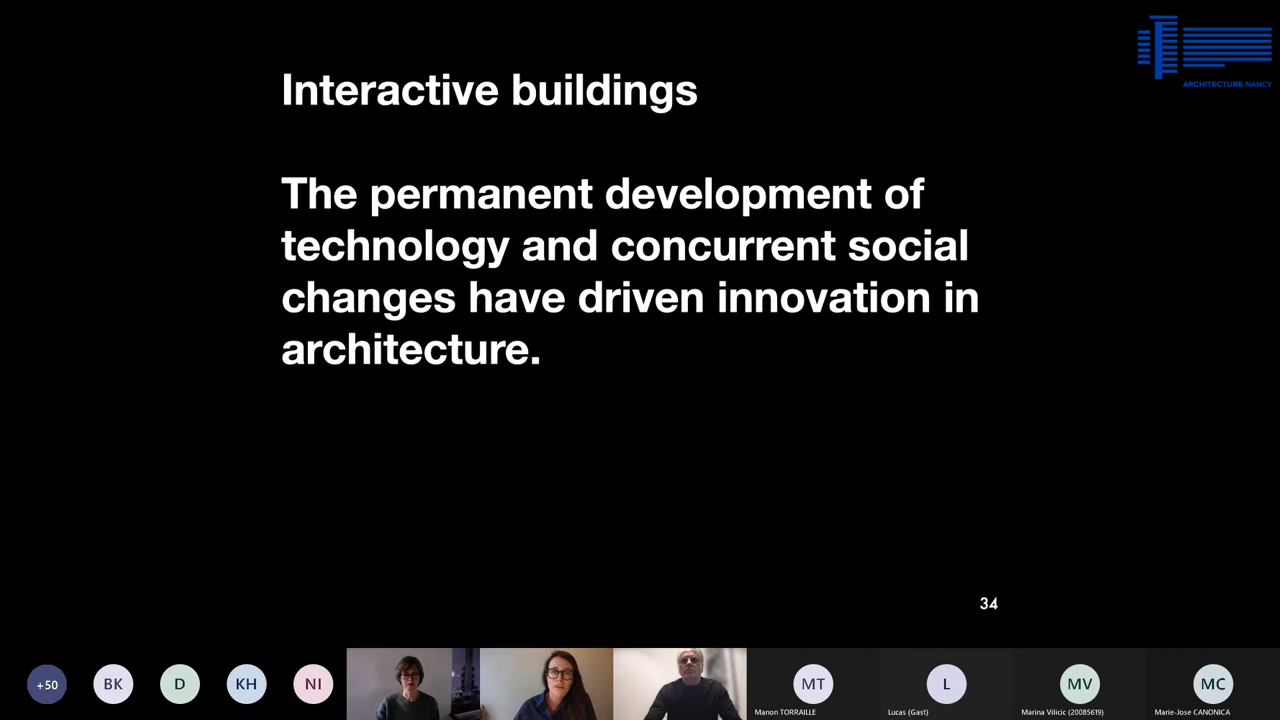 ARCHITECTURE NANCY
Interactive buildings
The permanent development of
technology and concurrent social
changes have driven innovation in
architecture.
34
+50
BK
D
KH
NI
MT
Manon TORRAILLE
L
Lucas (Gast)
MV
Marina Vilicic (20085619)
MC
Marie-Jose CANONICA